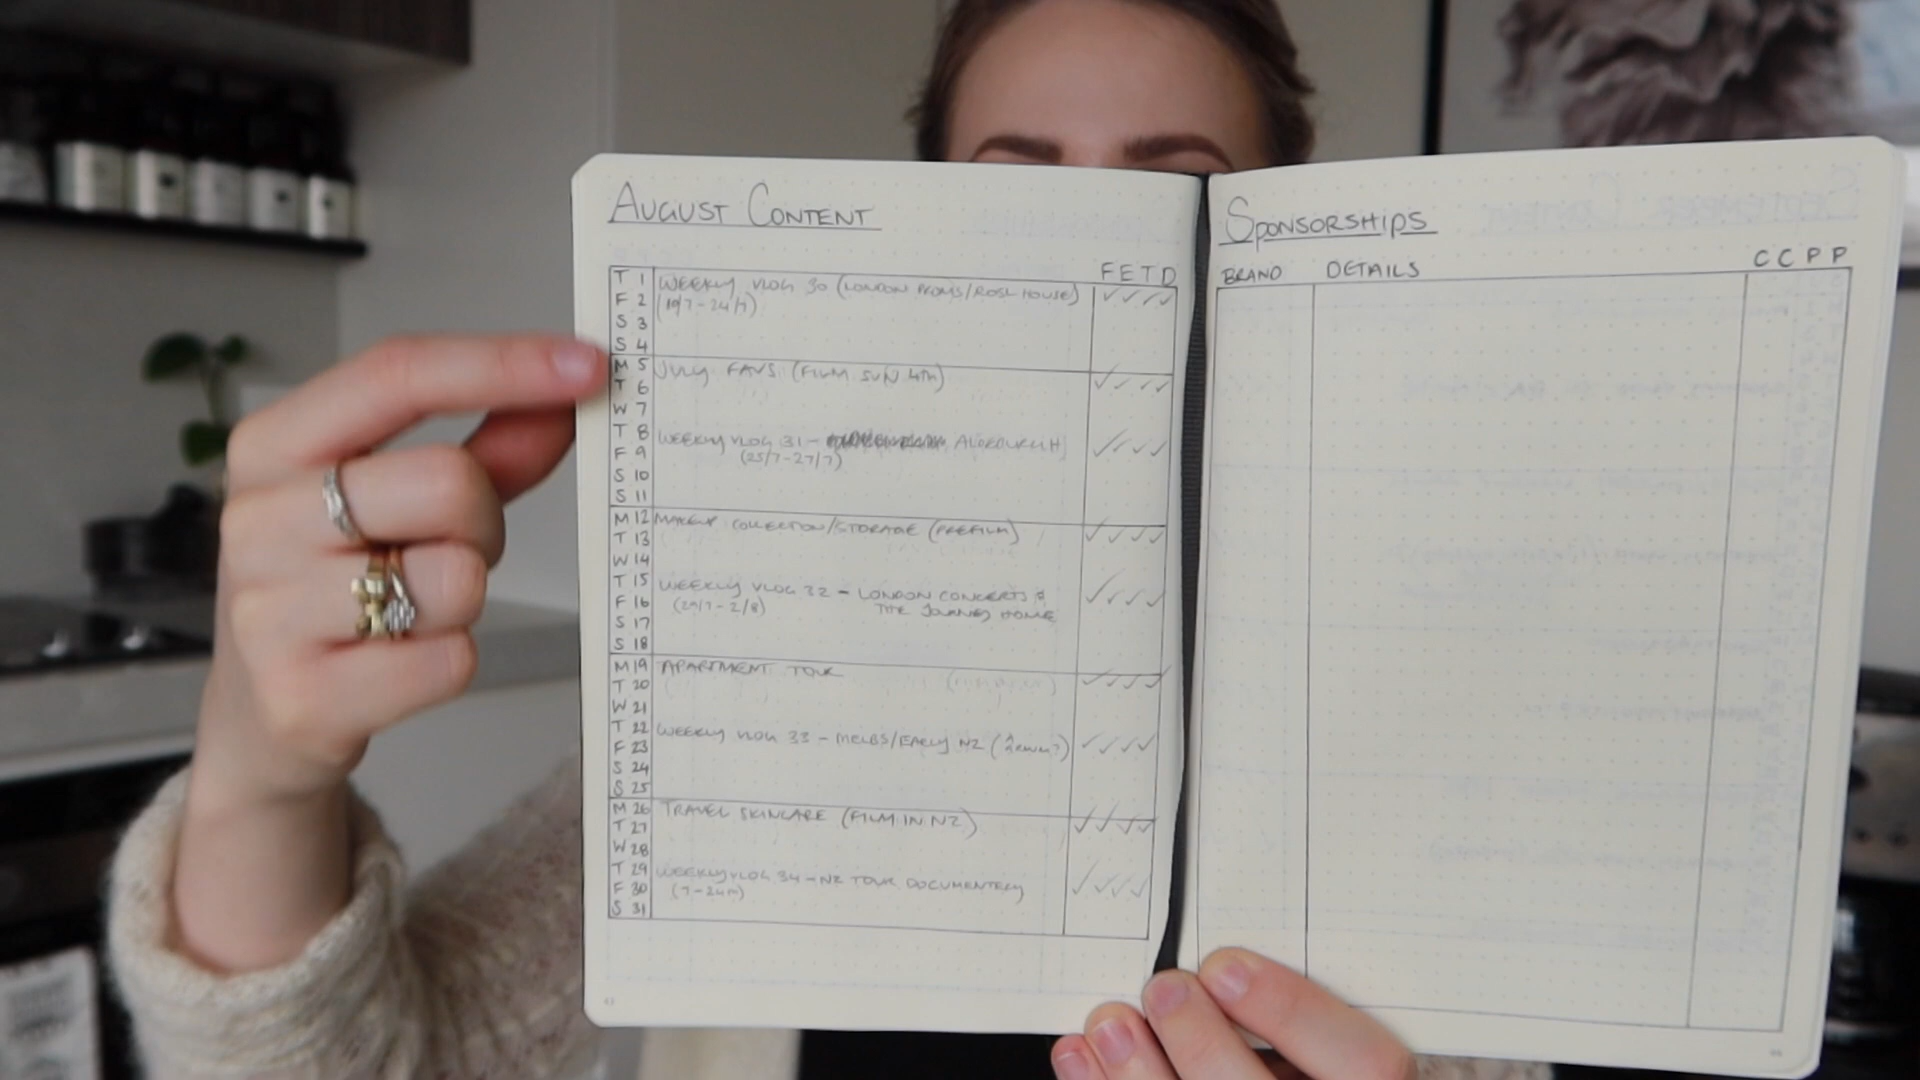 AUGUST CONTENT
F E T D
T 1 WEEKLY VLOG 30 (LONDON PROMS/ROSE HOUSE) ✓ ✓ ✓ ✓
F 2 (19/7-24/7)
S 3
S 4
M 5 JULY FAVS (FILM SUN 4TH) ✓ ✓ ✓ ✓
T 6
W 7
T 8 WEEKLY VLOG 31 - ALDEBURGH ✓ ✓ ✓ ✓
F 9 (25/7-27/7)
S 10
S 11
M 12 MAKEUP COLLECTION/STORAGE (PREFILM) ✓ ✓ ✓ ✓
T 13
W 14
T 15 WEEKLY VLOG 32 - LONDON CONCERTS & ✓ ✓ ✓ ✓
F 16 (29/7-2/8) THE JOURNEY HOME
S 17
S 18
M 19 APARTMENT TOUR ✓ ✓ ✓ ✓
T 20
W 21
T 22 WEEKLY VLOG 33 - MELBS/EARLY NZ ✓ ✓ ✓ ✓
F 23
S 24
S 25
M 26 TRAVEL SKINCARE (FILM IN NZ) ✓ ✓ ✓ ✓
T 27
W 28
T 29 WEEKLY VLOG 34 - NZ TOUR DOCUMENTERY ✓ ✓ ✓ ✓
F 30 (7-24TH)
S 31
SPONSORSHIPS
BRAND DETAILS C C P P